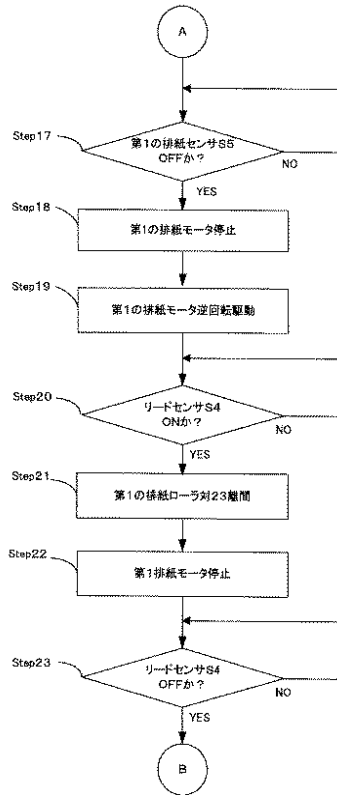 A
Step17
第1の排紙センサS5
OFFか?
NO
YES
Step18
第1の排紙モータ停止
Step19
第1の排紙モータ逆回転駆動
Step20
リードセンサS4
ONか?
NO
YES
Step21
第1の排紙ローラ対23離間
Step22
第1排紙モータ停止
Step23
リードセンサS4
OFFか?
NO
YES
B